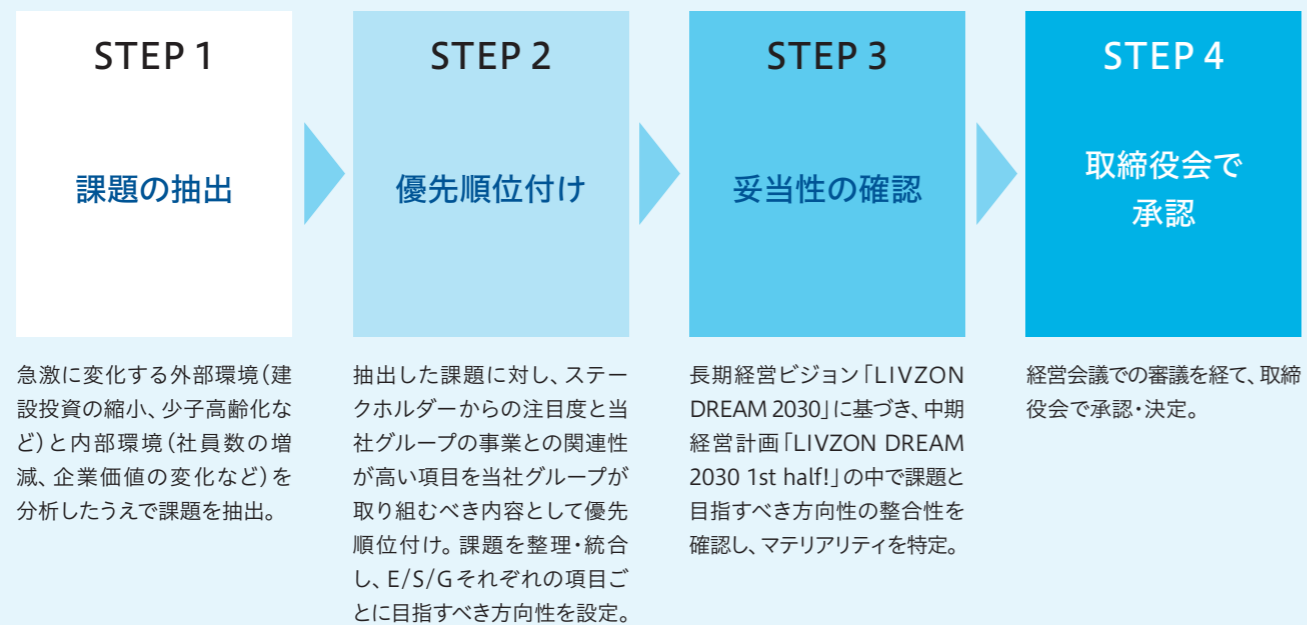 STEP 1
課題の抽出
急激に変化する外部環境(建
設投資の縮小、少子高齢化な
ど)と内部環境(社員数の増
減、企業価値の変化など)を
分析したうえで課題を抽出。
STEP 2
優先順位付け
抽出した課題に対し、ステー
クホルダーからの注目度と当
社グループの事業との関連性
が高い項目を当社グループが
取り組むべき内容として優先
順位付け。課題を整理・統合
し、E/S/Gそれぞれの項目ご
とに目指すべき方向性を設定。
STEP 3
妥当性の確認
長期経営ビジョン「LIVZON
DREAM 2030」に基づき、中期
経営計画「LIVZON DREAM
2030 1st half!」の中で課題と
目指すべき方向性の整合性を
確認し、マテリアリティを特定。
STEP 4
取締役会で
承認
経営会議での審議を経て、取締
役会で承認・決定。